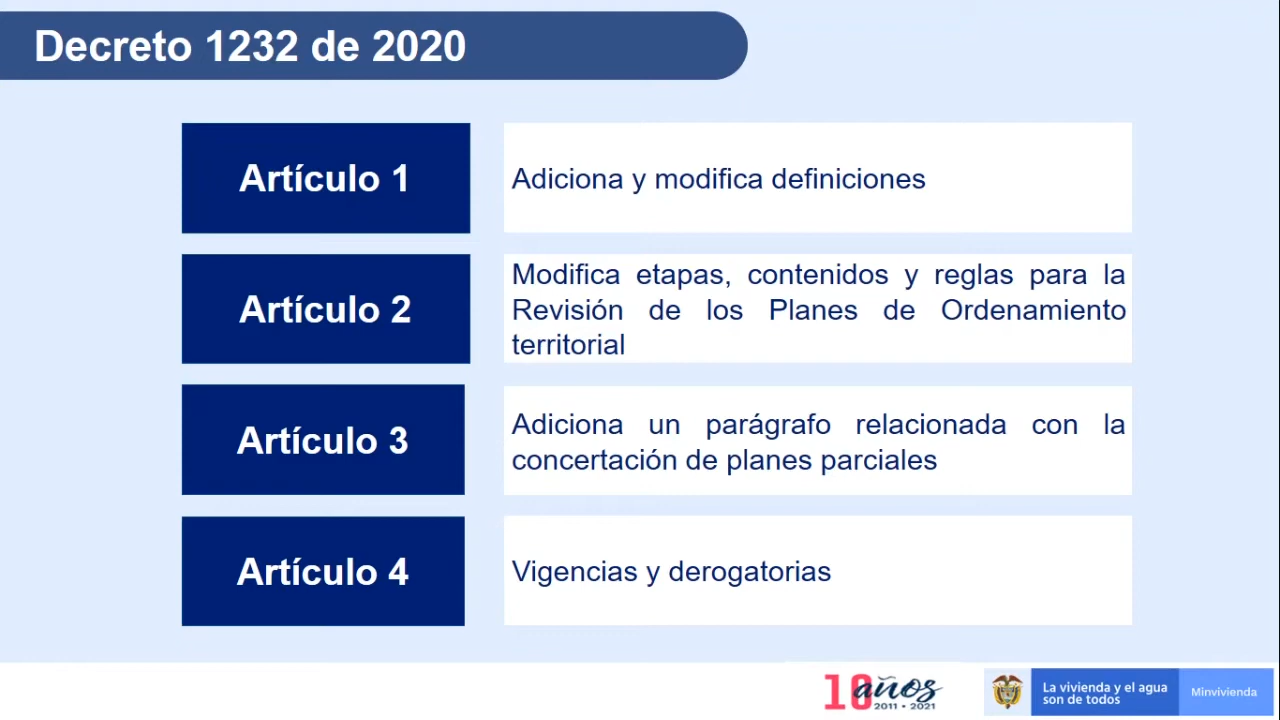 Decreto 1232 de 2020
Artículo 1
Adiciona y modifica definiciones
Artículo 2
Modifica etapas, contenidos y reglas para la
Revisión de los Planes de Ordenamiento
territorial
Artículo 3
Adiciona un parágrafo relacionada con la
concertación de planes parciales
Artículo 4
Vigencias y derogatorias
10 años
2011 • 2021
La vivienda y el agua
son de todos
Minvivienda